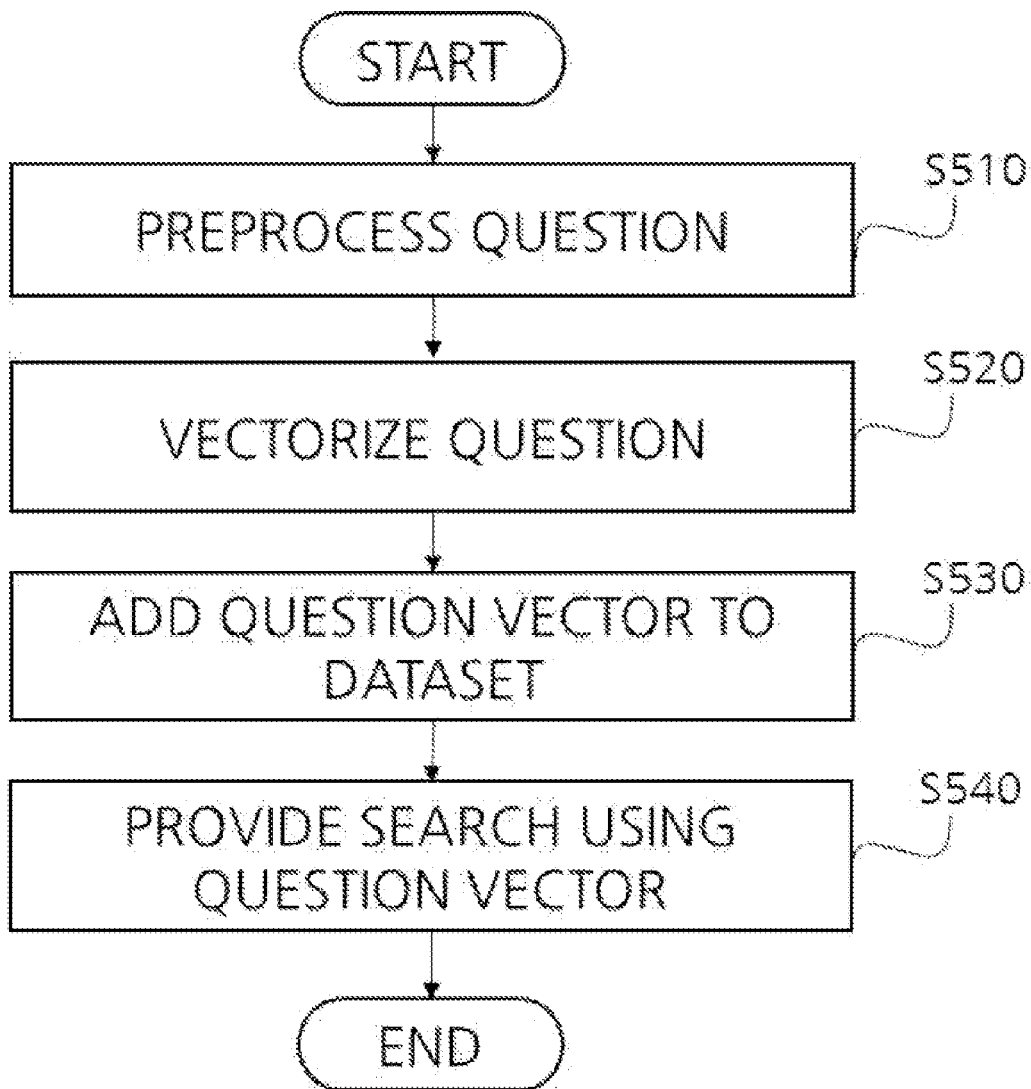 START
S510
PREPROCESS QUESTION
S520
VECTORIZE QUESTION
S530
ADD QUESTION VECTOR TO
DATASET
S540
PROVIDE SEARCH USING
QUESTION VECTOR
END